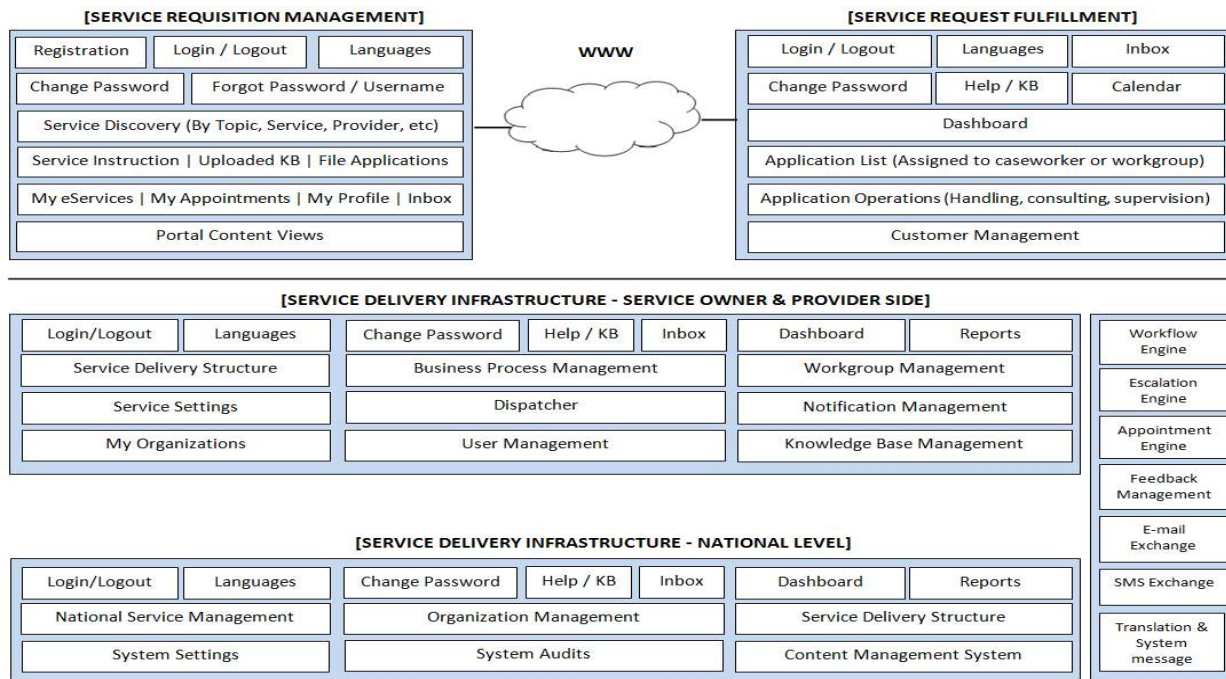 [SERVICE REQUISITION MANAGEMENT]
Registration
Login / Logout
Languages
Change Password
Forgot Password / Username
Service Discovery (By Topic, Service, Provider, etc)
Service Instruction | Uploaded KB | File Applications
My eServices | My Appointments | My Profile | Inbox
Portal Content Views
WWW
[SERVICE REQUEST FULFILLMENT]
Login / Logout
Languages
Inbox
Change Password
Help / KB
Calendar
Dashboard
Application List (Assigned to caseworker or workgroup)
Application Operations (Handling, consulting, supervision)
Customer Management
[SERVICE DELIVERY INFRASTRUCTURE - SERVICE OWNER & PROVIDER SIDE]
Login/Logout
Languages
Change Password
Help / KB
Inbox
Dashboard
Reports
Service Delivery Structure
Business Process Management
Workgroup Management
Service Settings
Dispatcher
Notification Management
My Organizations
User Management
Knowledge Base Management
[SERVICE DELIVERY INFRASTRUCTURE - NATIONAL LEVEL]
Login/Logout
Languages
Change Password
Help / KB
Inbox
Dashboard
Reports
National Service Management
Organization Management
Service Delivery Structure
System Settings
System Audits
Content Management System
Workflow
Engine
Escalation
Engine
Appointment
Engine
Feedback
Management
E-mail
Exchange
SMS Exchange
Translation &
System
message